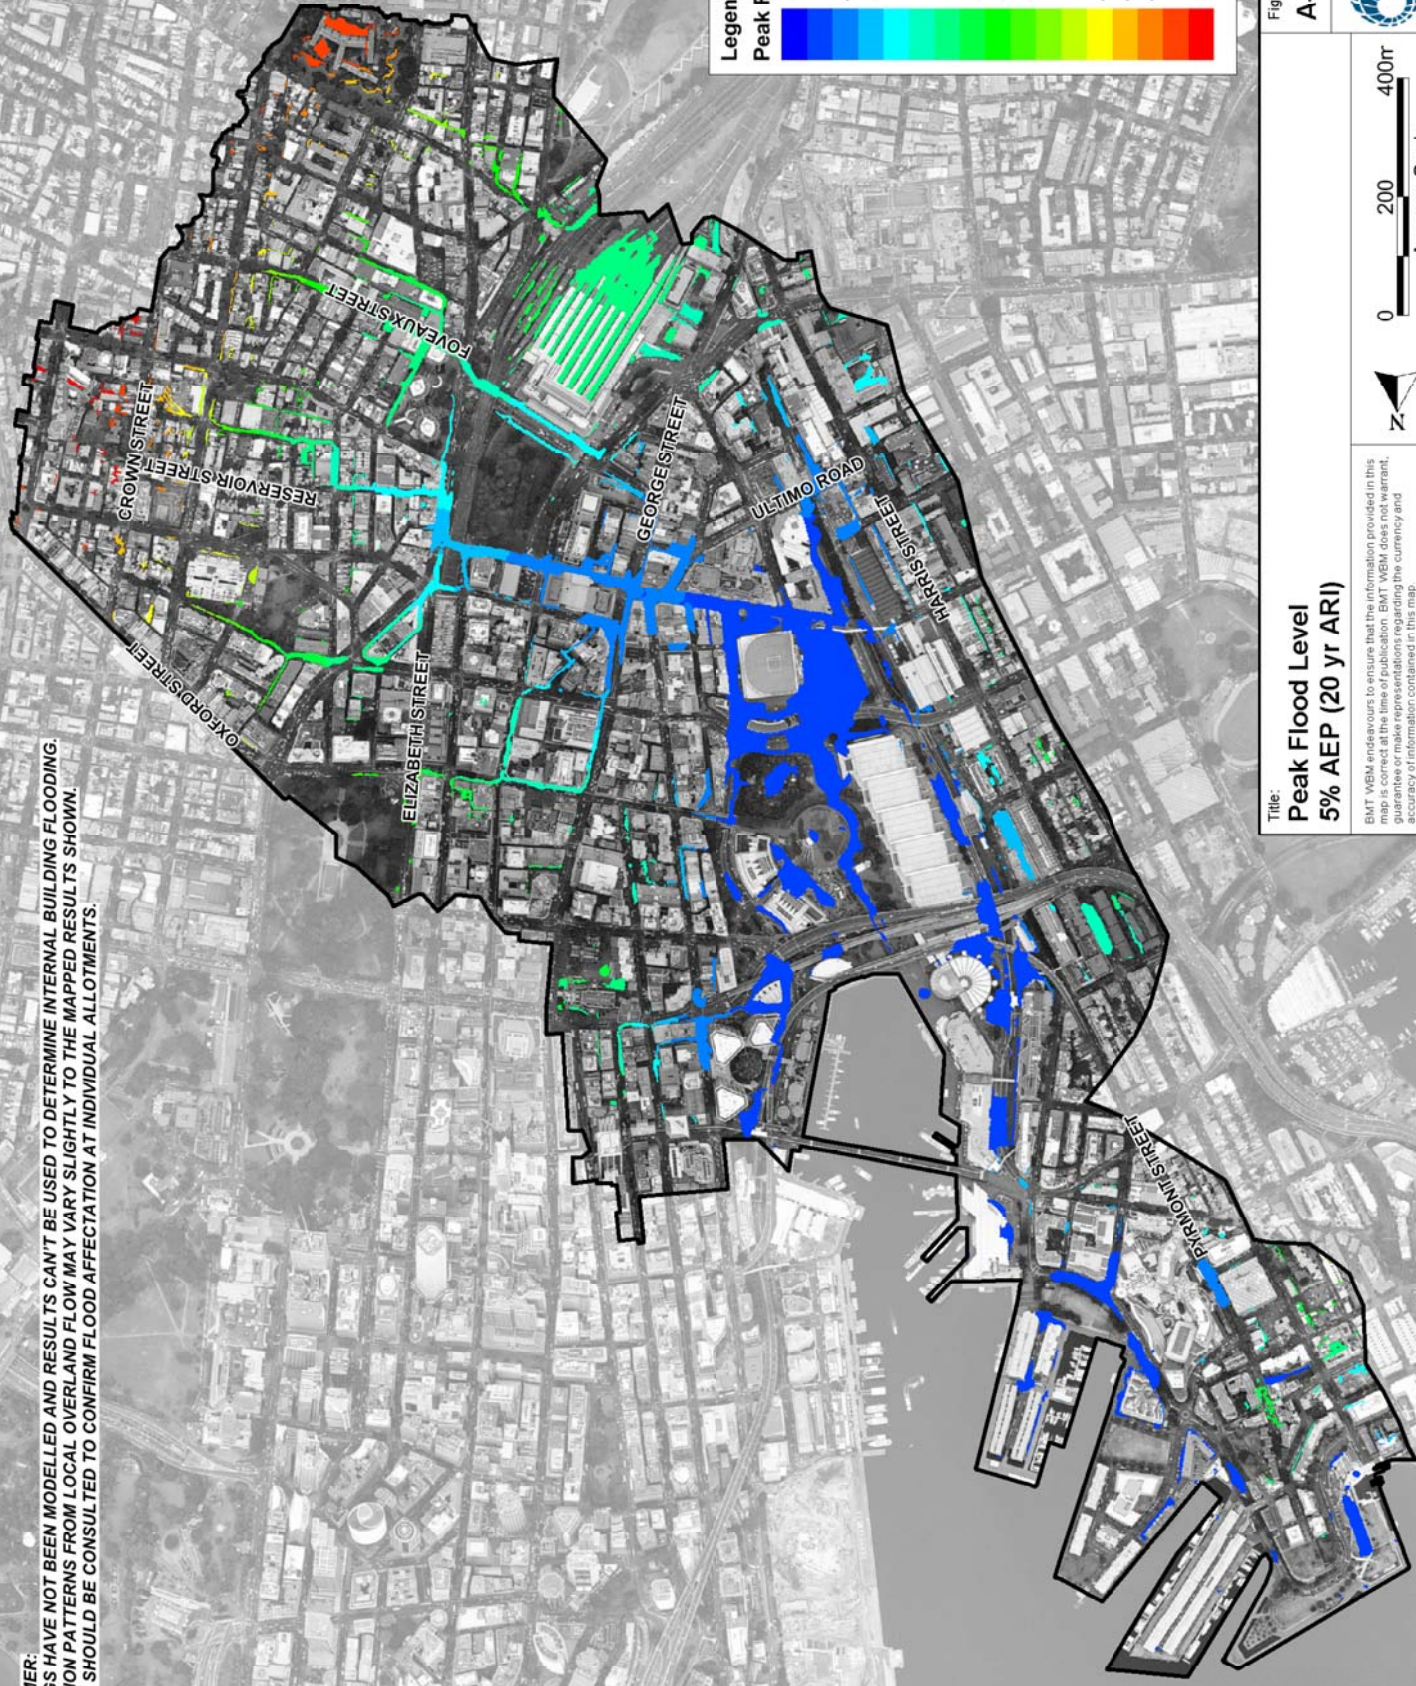 S HAVE NOT BEEN MODELLED AND RESULTS CAN'T BE USED TO DETERMINE INTERNAL BUILDING FLOODING.
ON PATTERNS FROM LOCAL OVERLAND FLOW MAY VARY SLIGHTLY TO THE MAPPED RESULTS SHOWN.
SHOULD BE CONSULTED TO CONFIRM FLOOD AFFECTATION AT INDIVIDUAL ALLOTMENTS.
CROWN STREET
RESERVOIR STREET
FOVEAUX STREET
OXFORD STREET
ELIZABETH STREET
GEORGE STREET
ULTIMO ROAD
HARRIS STREET
PYRMONT STREET
Legen
Peak F
Title:
Peak Flood Level
5% AEP (20 yr ARI)
Fig
A-
BMT WBM endeavours to ensure that the information provided in this
map is correct at the time of publication. BMT WBM does not warrant,
guarantee or make representations regarding the currency and
accuracy of information contained in this map.
N
0 200 400m